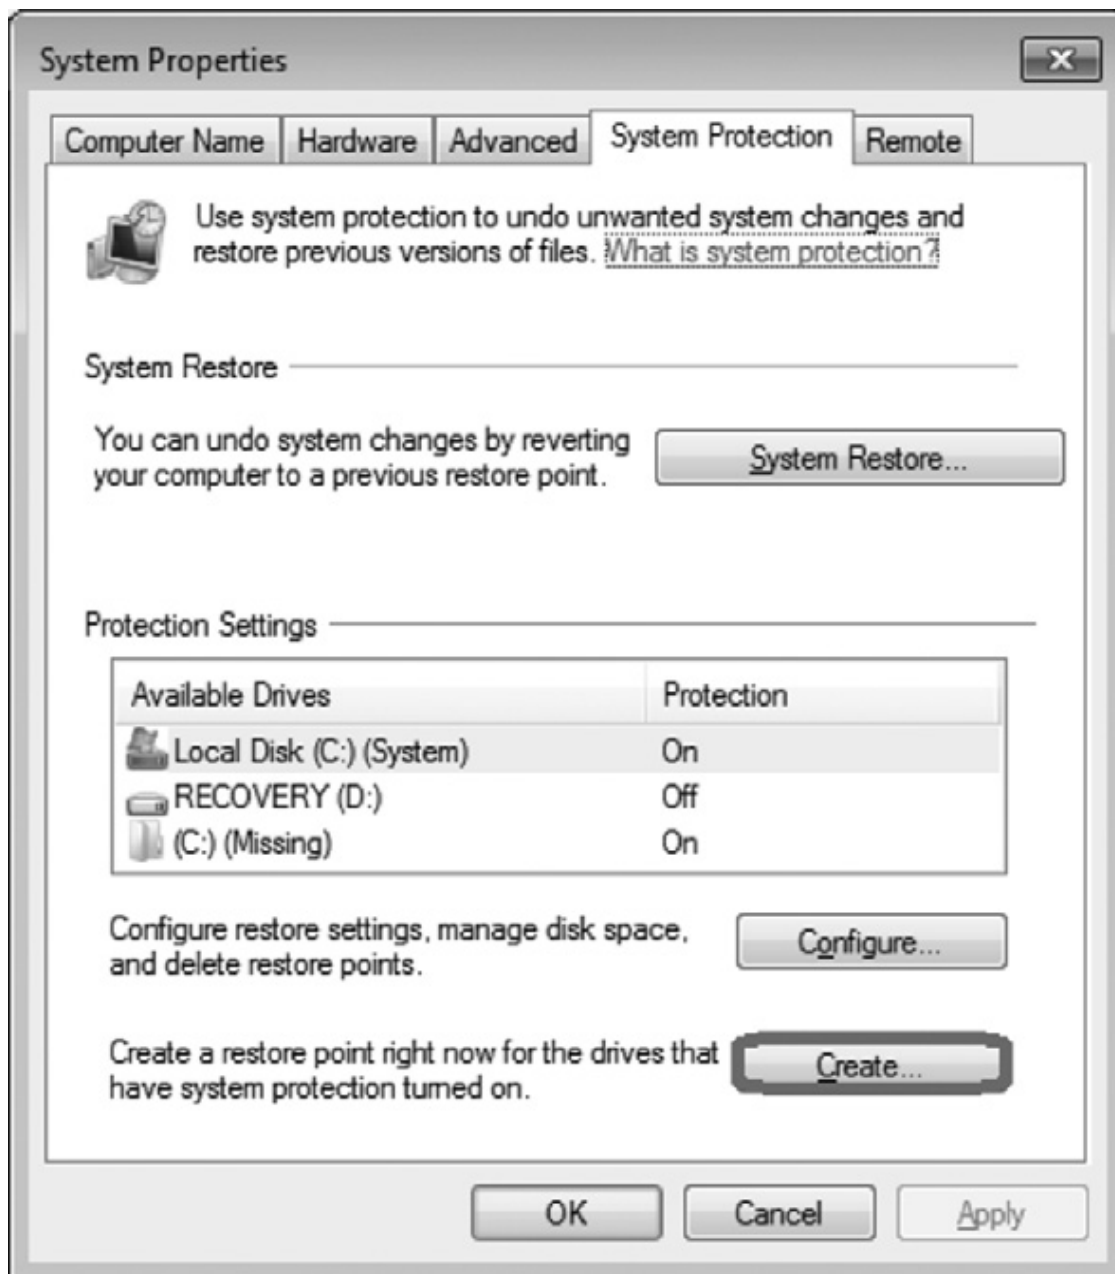 System Properties
Computer Name
Hardware
Advanced
System Protection
Remote
Use system protection to undo unwanted system changes and
restore previous versions of files. What is system protection?
System Restore
You can undo system changes by reverting
your computer to a previous restore point.
System Restore...
Protection Settings
Available Drives Protection
Local Disk (C:) (System) On
RECOVERY (D:) Off
(C:) (Missing) On
Configure restore settings, manage disk space,
and delete restore points.
Configure...
Create a restore point right now for the drives that
have system protection turned on.
Create...
OK
Cancel
Apply